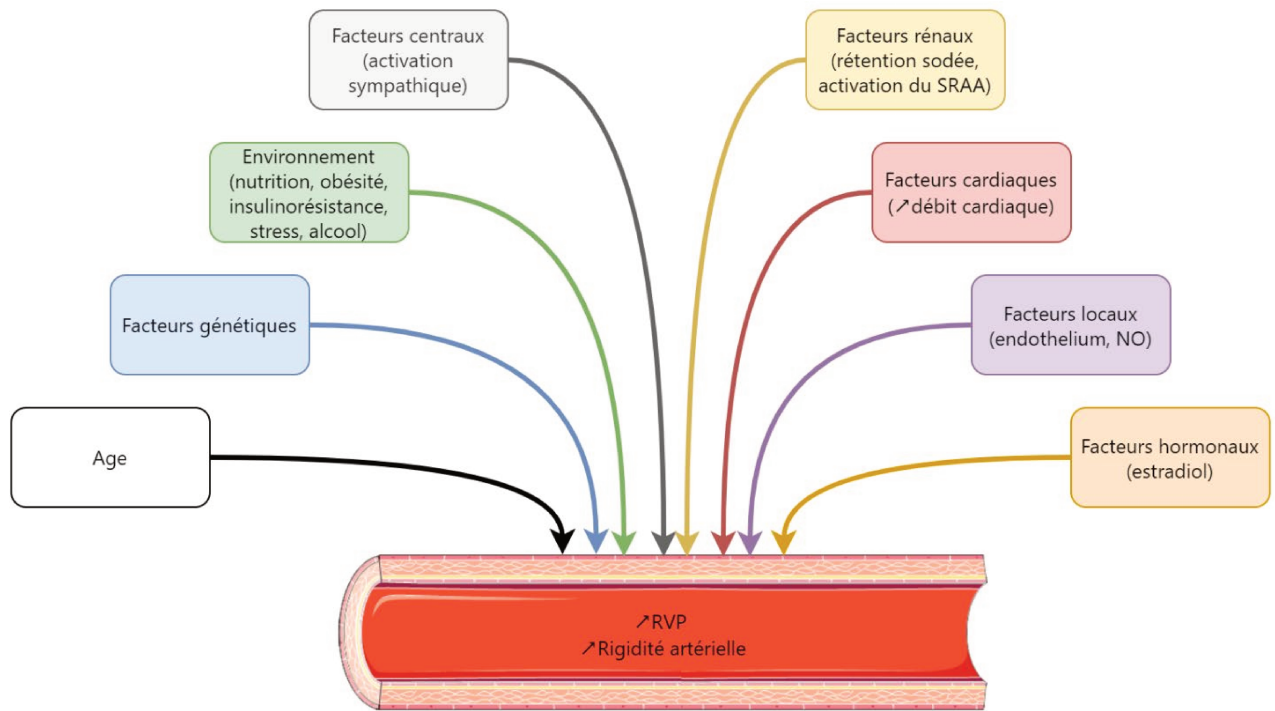 Facteurs centraux
(activation
sympathique)
Facteurs rénaux
(rétention sodée,
activation du SRAA)
Environnement
(nutrition, obésité,
insulinorésistance,
stress, alcool)
Facteurs cardiaques
(↗débit cardiaque)
Facteurs génétiques
Facteurs locaux
(endothelium, NO)
Age
Facteurs hormonaux
(estradiol)
↗RVP
↗Rigidité artérielle